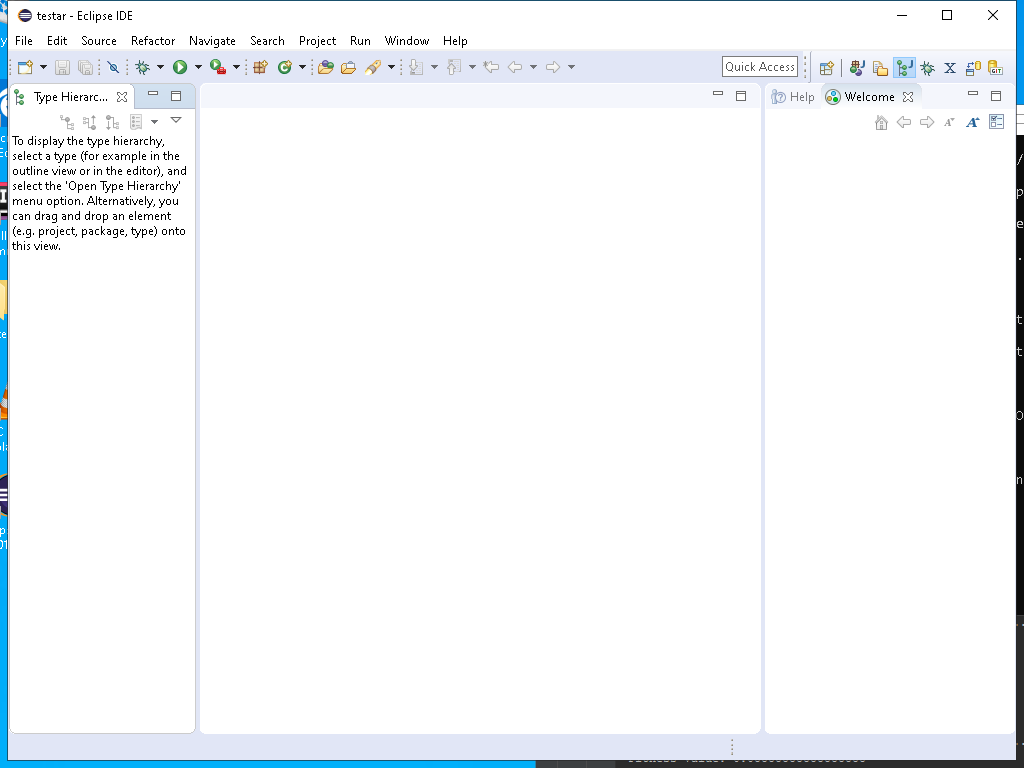 testar - Eclipse IDE
File Edit Source Refactor Navigate Search Project Run Window Help
Quick Access
Type Hierarc...
Help
Welcome
To display the type hierarchy,
select a type (for example in the
outline view or in the editor), and
select the 'Open Type Hierarchy'
menu option. Alternatively, you
can drag and drop an element
(e.g. project, package, type) onto
this view.